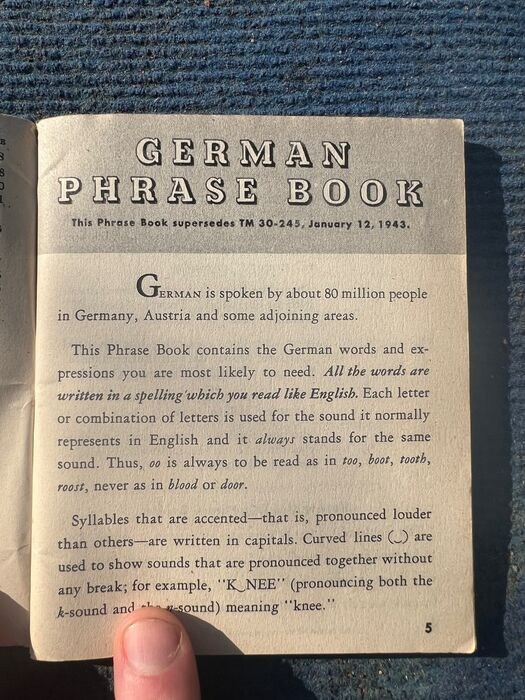 GERMAN
PHRASE BOOK
This Phrase Book supersedes TM 30-245, January 12, 1943.
GERMAN is spoken by about 80 million people
in Germany, Austria and some adjoining areas.
This Phrase Book contains the German words and ex-
pressions you are most likely to need. All the words are
written in a spelling which you read like English. Each letter
or combination of letters is used for the sound it normally
represents in English and it always stands for the same
sound. Thus, oo is always to be read as in too, boot, tooth,
roost, never as in blood or door.
Syllables that are accented—that is, pronounced louder
than others—are written in capitals. Curved lines (‿) are
used to show sounds that are pronounced together without
any break; for example, "K‿NEE" (pronouncing both the
k-sound and the n-sound) meaning "knee."
5